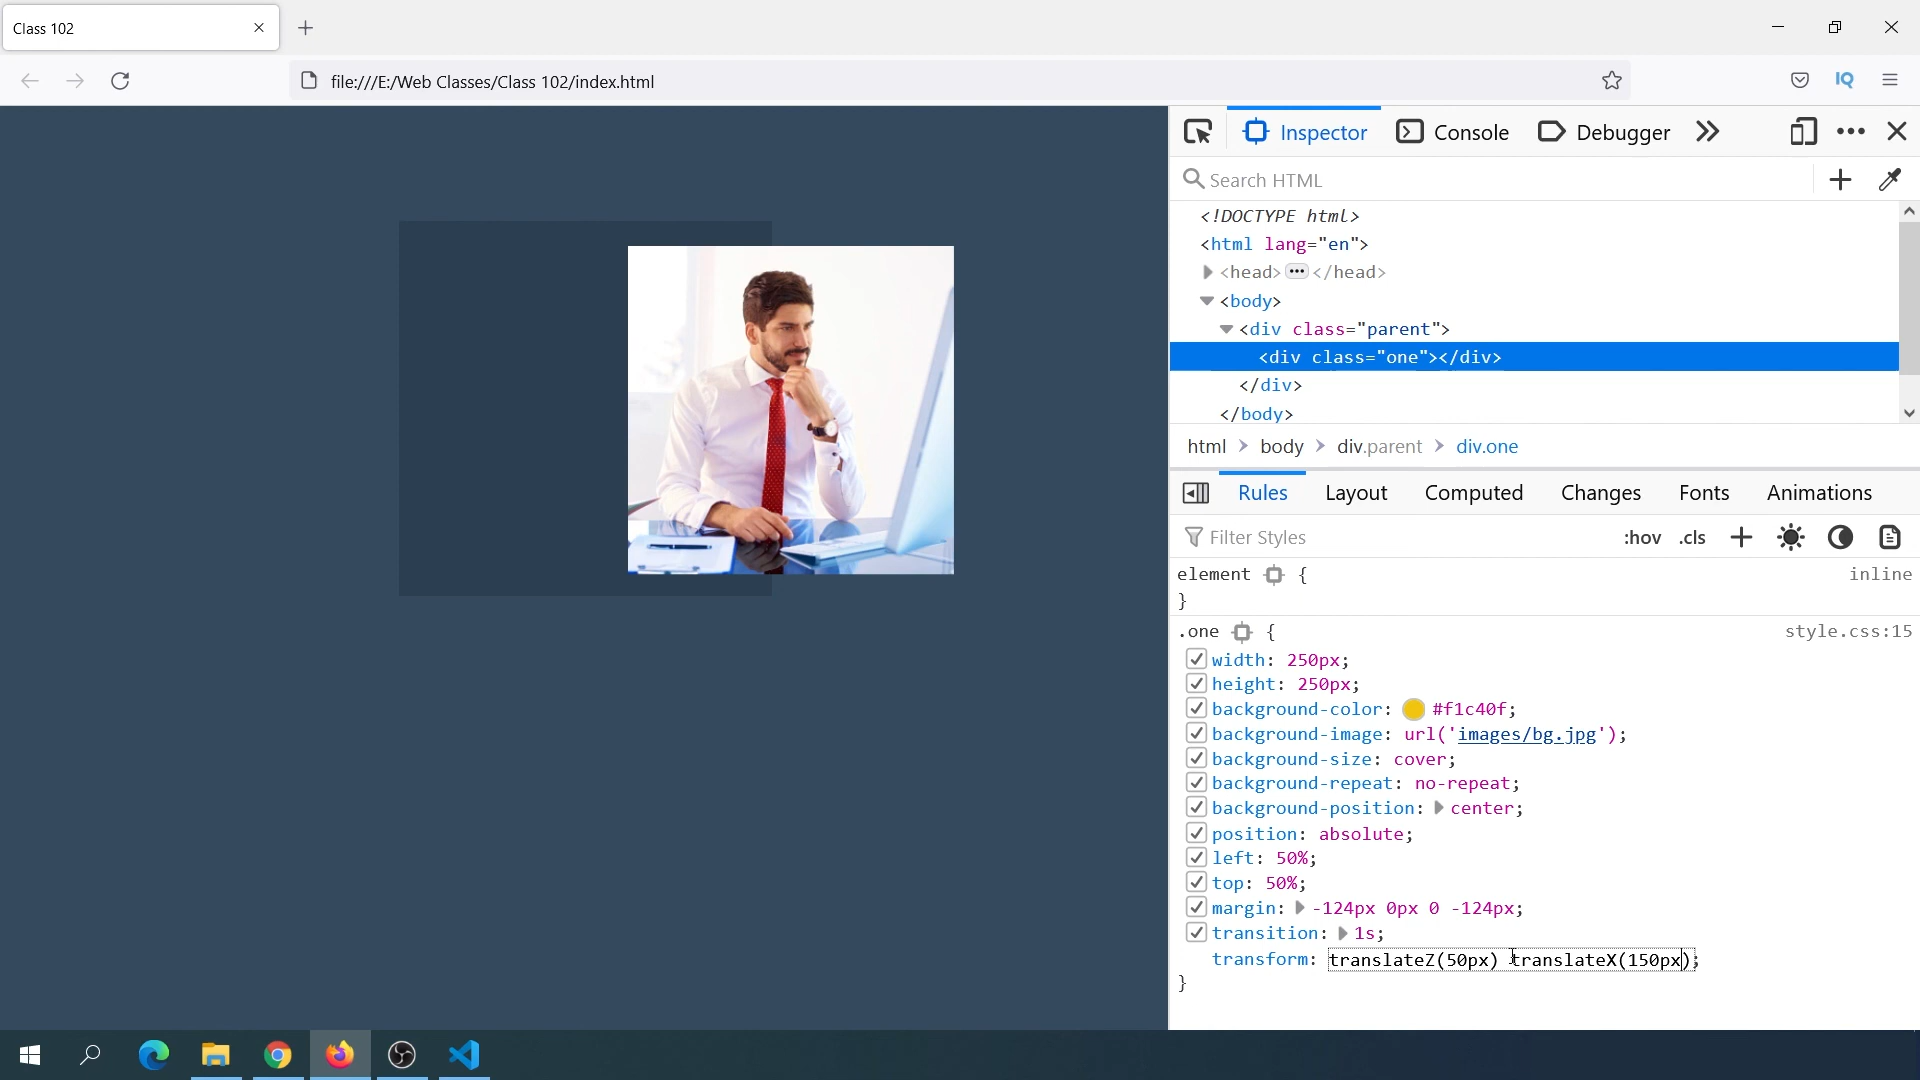 Class 102
file:///E:/Web Classes/Class 102/index.html
IQ
Inspector
Console
Debugger
Search HTML
<!DOCTYPE html>
<html lang="en">
<head> ••• </head>
<body>
<div class="parent">
<div class="one"></div>
</div>
</body>
html > body > div.parent > div.one
Rules
Layout
Computed
Changes
Fonts
Animations
Filter Styles
:hov
.cls
element {
inline
}
.one {
style.css:15
width: 250px;
height: 250px;
background-color: #f1c40f;
background-image: url('images/bg.jpg');
background-size: cover;
background-repeat: no-repeat;
background-position: center;
position: absolute;
left: 50%;
top: 50%;
margin: -124px 0px 0 -124px;
transition: 1s;
transform: translateZ(50px) translateX(150px);
}